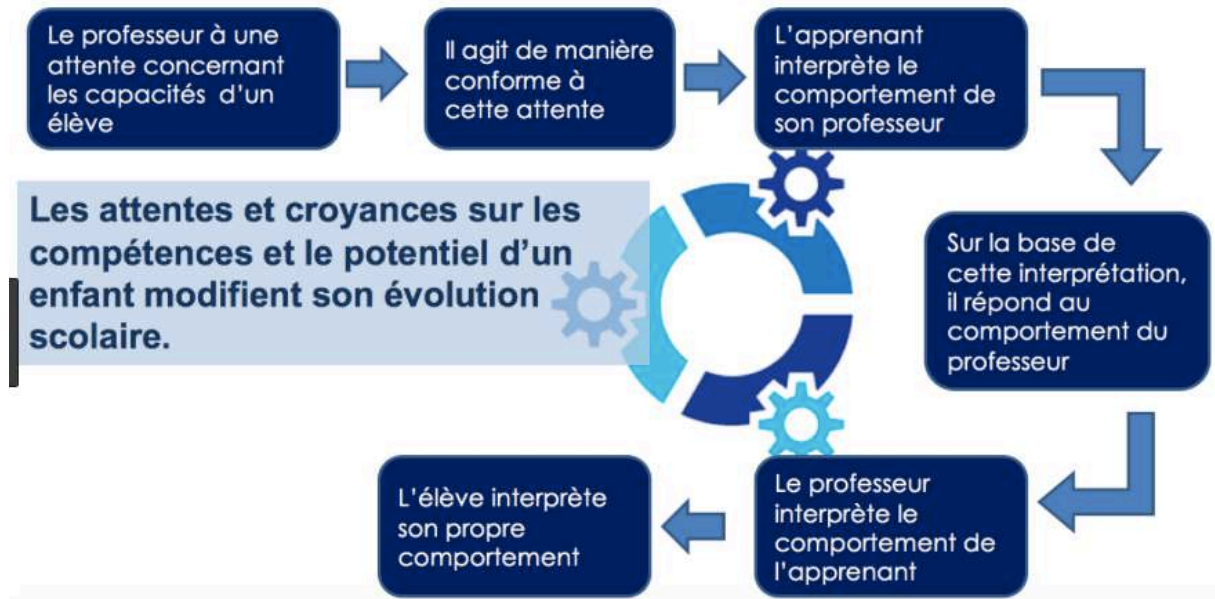 Le professeur à une
attente concernant
les capacités d'un
élève
Il agit de manière
conforme à
cette attente
L'apprenant
interprète le
comportement de
son professeur
Les attentes et croyances sur les
compétences et le potentiel d'un
enfant modifient son évolution
scolaire.
Sur la base de
cette interprétation,
il répond au
comportement du
professeur
Le professeur
interprète le
comportement de
l'apprenant
L'élève interprète
son propre
comportement